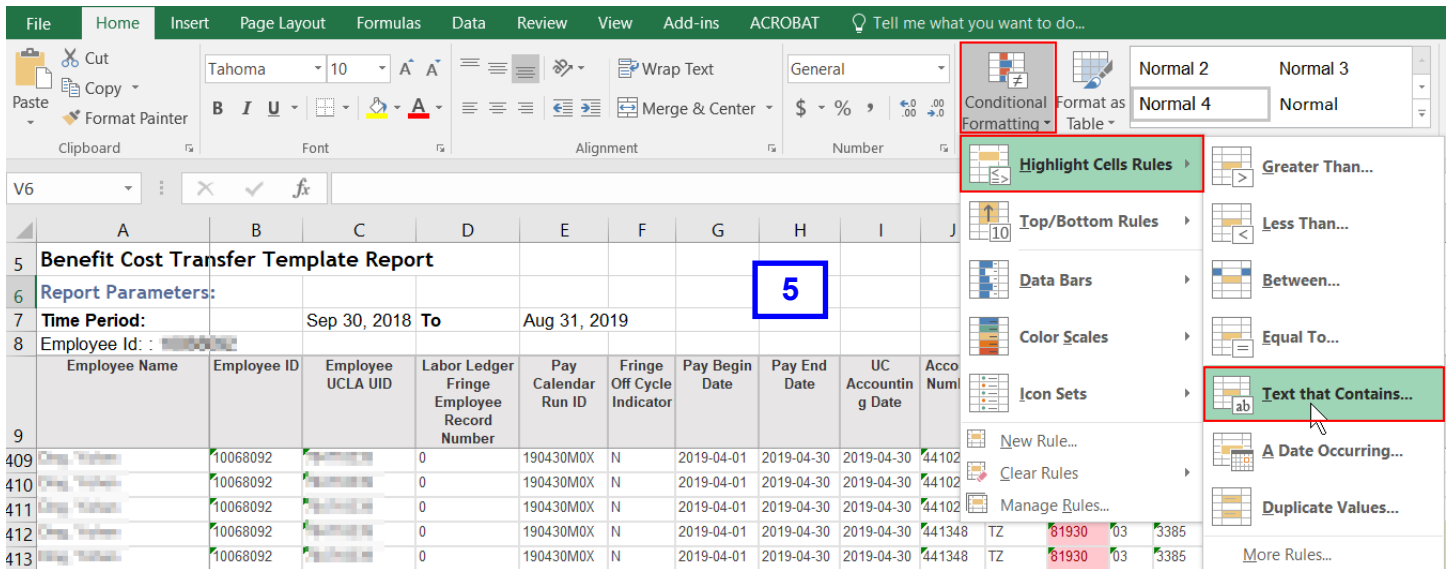 File Home Insert Page Layout Formulas Data Review View Add-ins ACROBAT Tell me what you want to do...
Cut
Copy
Format Painter
Paste
Clipboard
Tahoma 10 A A
B I U A
Font
Wrap Text
Merge & Center
Alignment
General
$ % , .0 .00 .00 .0
Number
Conditional Formatting
Format as Table
Normal 2 Normal 3
Normal 4 Normal
V6 fx
A B C D E F G H I J
5 Benefit Cost Transfer Template Report
6 Report Parameters:
5
7 Time Period: Sep 30, 2018 To Aug 31, 2019
8 Employee Id: :
9 Employee Name Employee ID Employee UCLA UID Labor Ledger Fringe Employee Record Number Pay Calendar Run ID Fringe Off Cycle Indicator Pay Begin Date Pay End Date UC Accountin g Date Acco Numl
409 10068092 0 190430M0X N 2019-04-01 2019-04-30 2019-04-30 44102
410 10068092 0 190430M0X N 2019-04-01 2019-04-30 2019-04-30 44102
411 10068092 0 190430M0X N 2019-04-01 2019-04-30 2019-04-30 44102
412 10068092 0 190430M0X N 2019-04-01 2019-04-30 2019-04-30 441348 TZ 81930 03 3385
413 10068092 0 190430M0X N 2019-04-01 2019-04-30 2019-04-30 441348 TZ 81930 03 3385
Highlight Cells Rules
Top/Bottom Rules
10
Data Bars
Color Scales
Icon Sets
New Rule...
Clear Rules
Manage Rules...
Greater Than...
Less Than...
Between...
Equal To...
ab
Text that Contains...
A Date Occurring...
Duplicate Values...
More Rules...